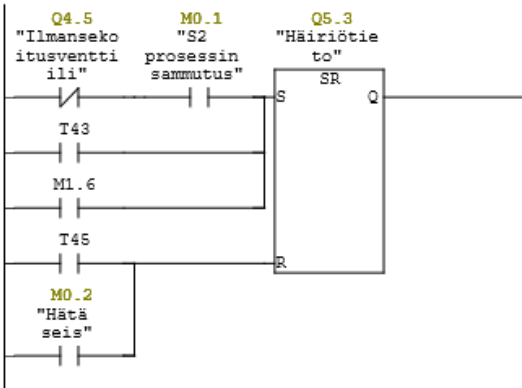 Q4.5 M0.1 Q5.3
"Ilmanseko "S2 "Häiriötie
itusventti prosessin to"
ili" sammutus" SR
S Q
T43
M1.6
T45
R
M0.2
"Hätä
seis"